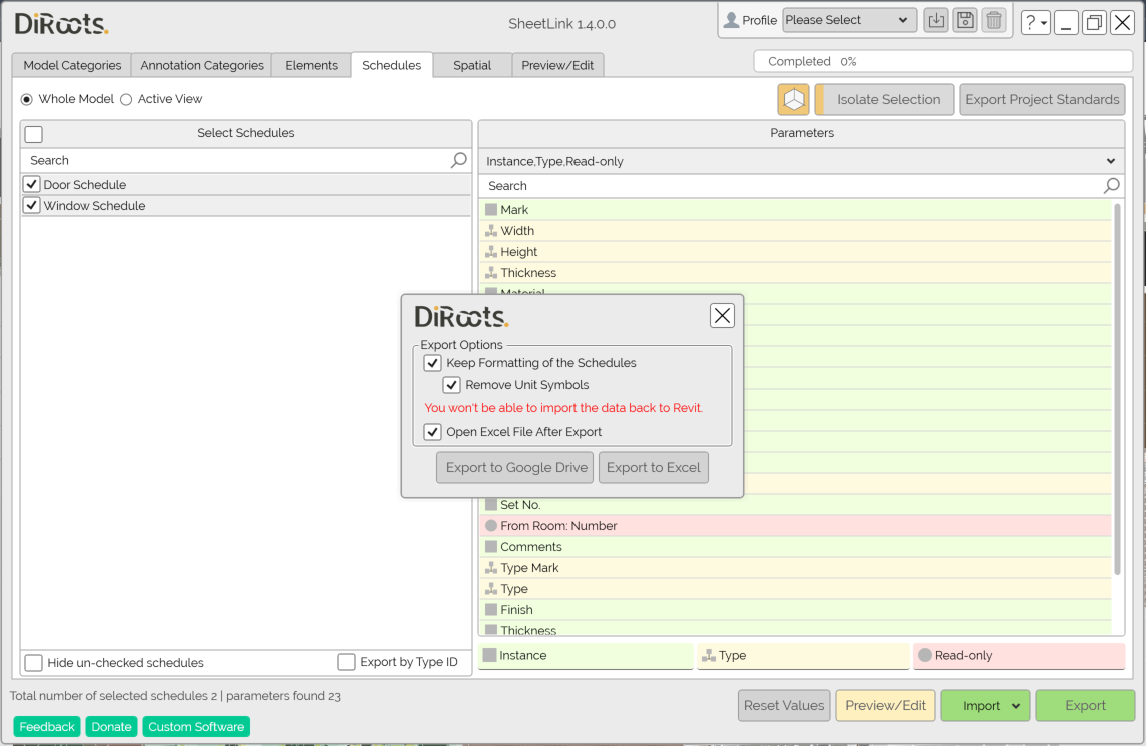 DiRoots.
SheetLink 1.4.0.0
Profile
Please Select
?
Model Categories
Annotation Categories
Elements
Schedules
Spatial
Preview/Edit
Completed 0%
Whole Model
Active View
Isolate Selection
Export Project Standards
Select Schedules
Search
Door Schedule
Window Schedule
Parameters
Instance,Type,Read-only
Search
Mark
Width
Height
Thickness
Material
DiRoots.
Export Options
Keep Formatting of the Schedules
Remove Unit Symbols
You won't be able to import the data back to Revit.
Open Excel File After Export
Export to Google Drive
Export to Excel
Set No.
From Room: Number
Comments
Type Mark
Type
Finish
Thickness
Hide un-checked schedules
Export by Type ID
Instance
Type
Read-only
Total number of selected schedules 2 | parameters found 23
Reset Values
Preview/Edit
Import
Export
Feedback
Donate
Custom Software